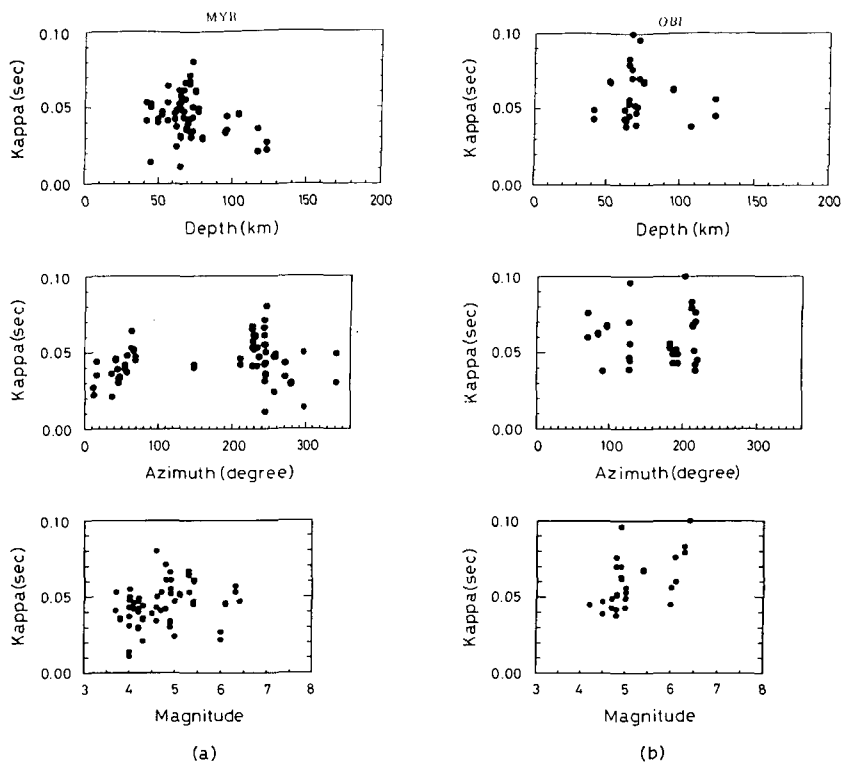 MYR
0.10
0.05
0.00
Kappa(sec)
0 50 100 150 200
Depth(km)
0.10
0.05
0.00
Kappa(sec)
0 100 200 300
Azimuth(degree)
0.10
0.05
0.00
Kappa(sec)
3 4 5 6 7 8
Magnitude
(a)
OBI
0.10
0.05
0.00
Kappa(sec)
0 50 100 150 200
Depth(km)
0.10
0.05
0.00
Kappa(sec)
0 100 200 300
Azimuth(degree)
0.10
0.05
0.00
Kappa(sec)
3 4 5 6 7 8
Magnitude
(b)